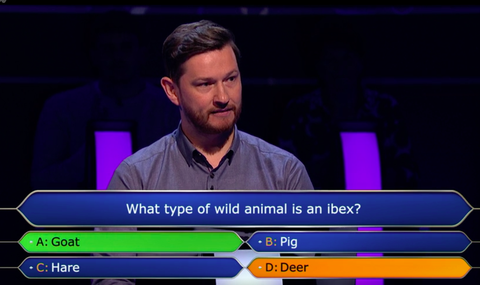 What type of wild animal is an ibex?
A: Goat
B: Pig
C: Hare
D: Deer